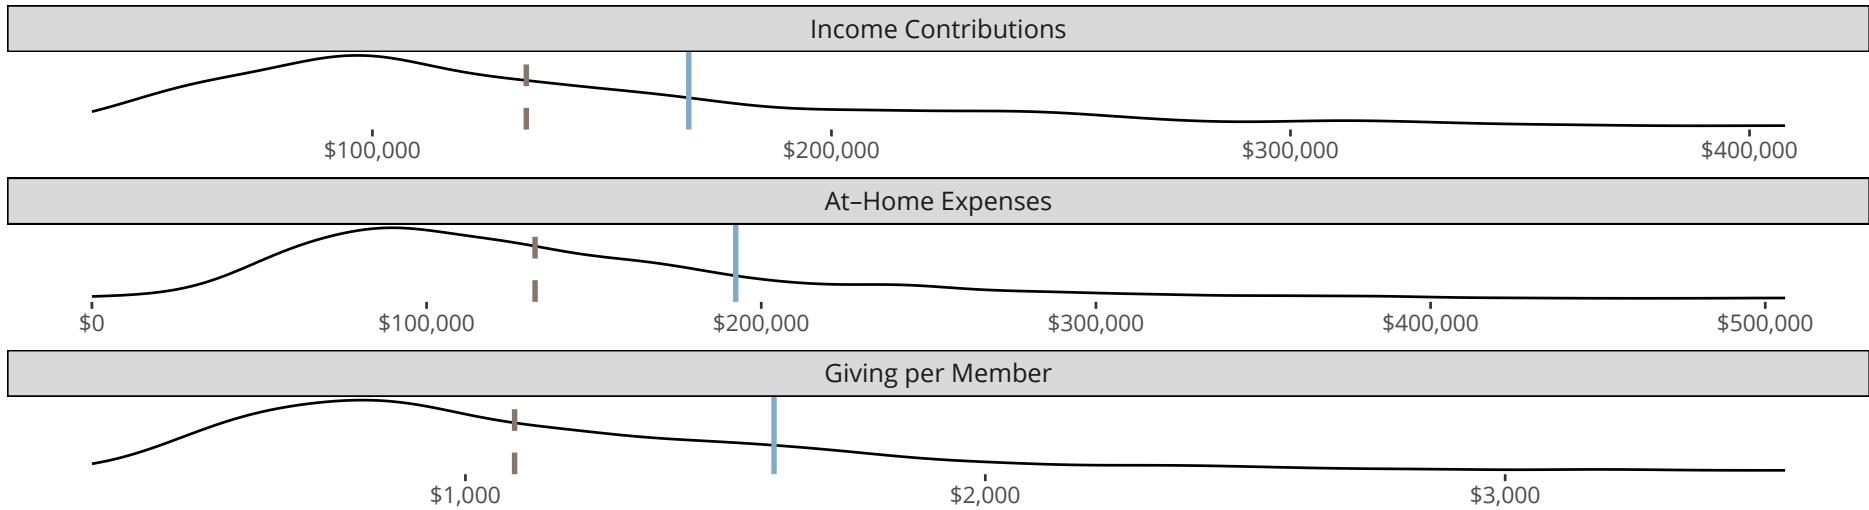 Income Contributions
$100,000 $200,000 $300,000 $400,000
At–Home Expenses
$0 $100,000 $200,000 $300,000 $400,000 $500,000
Giving per Member
$1,000 $2,000 $3,000